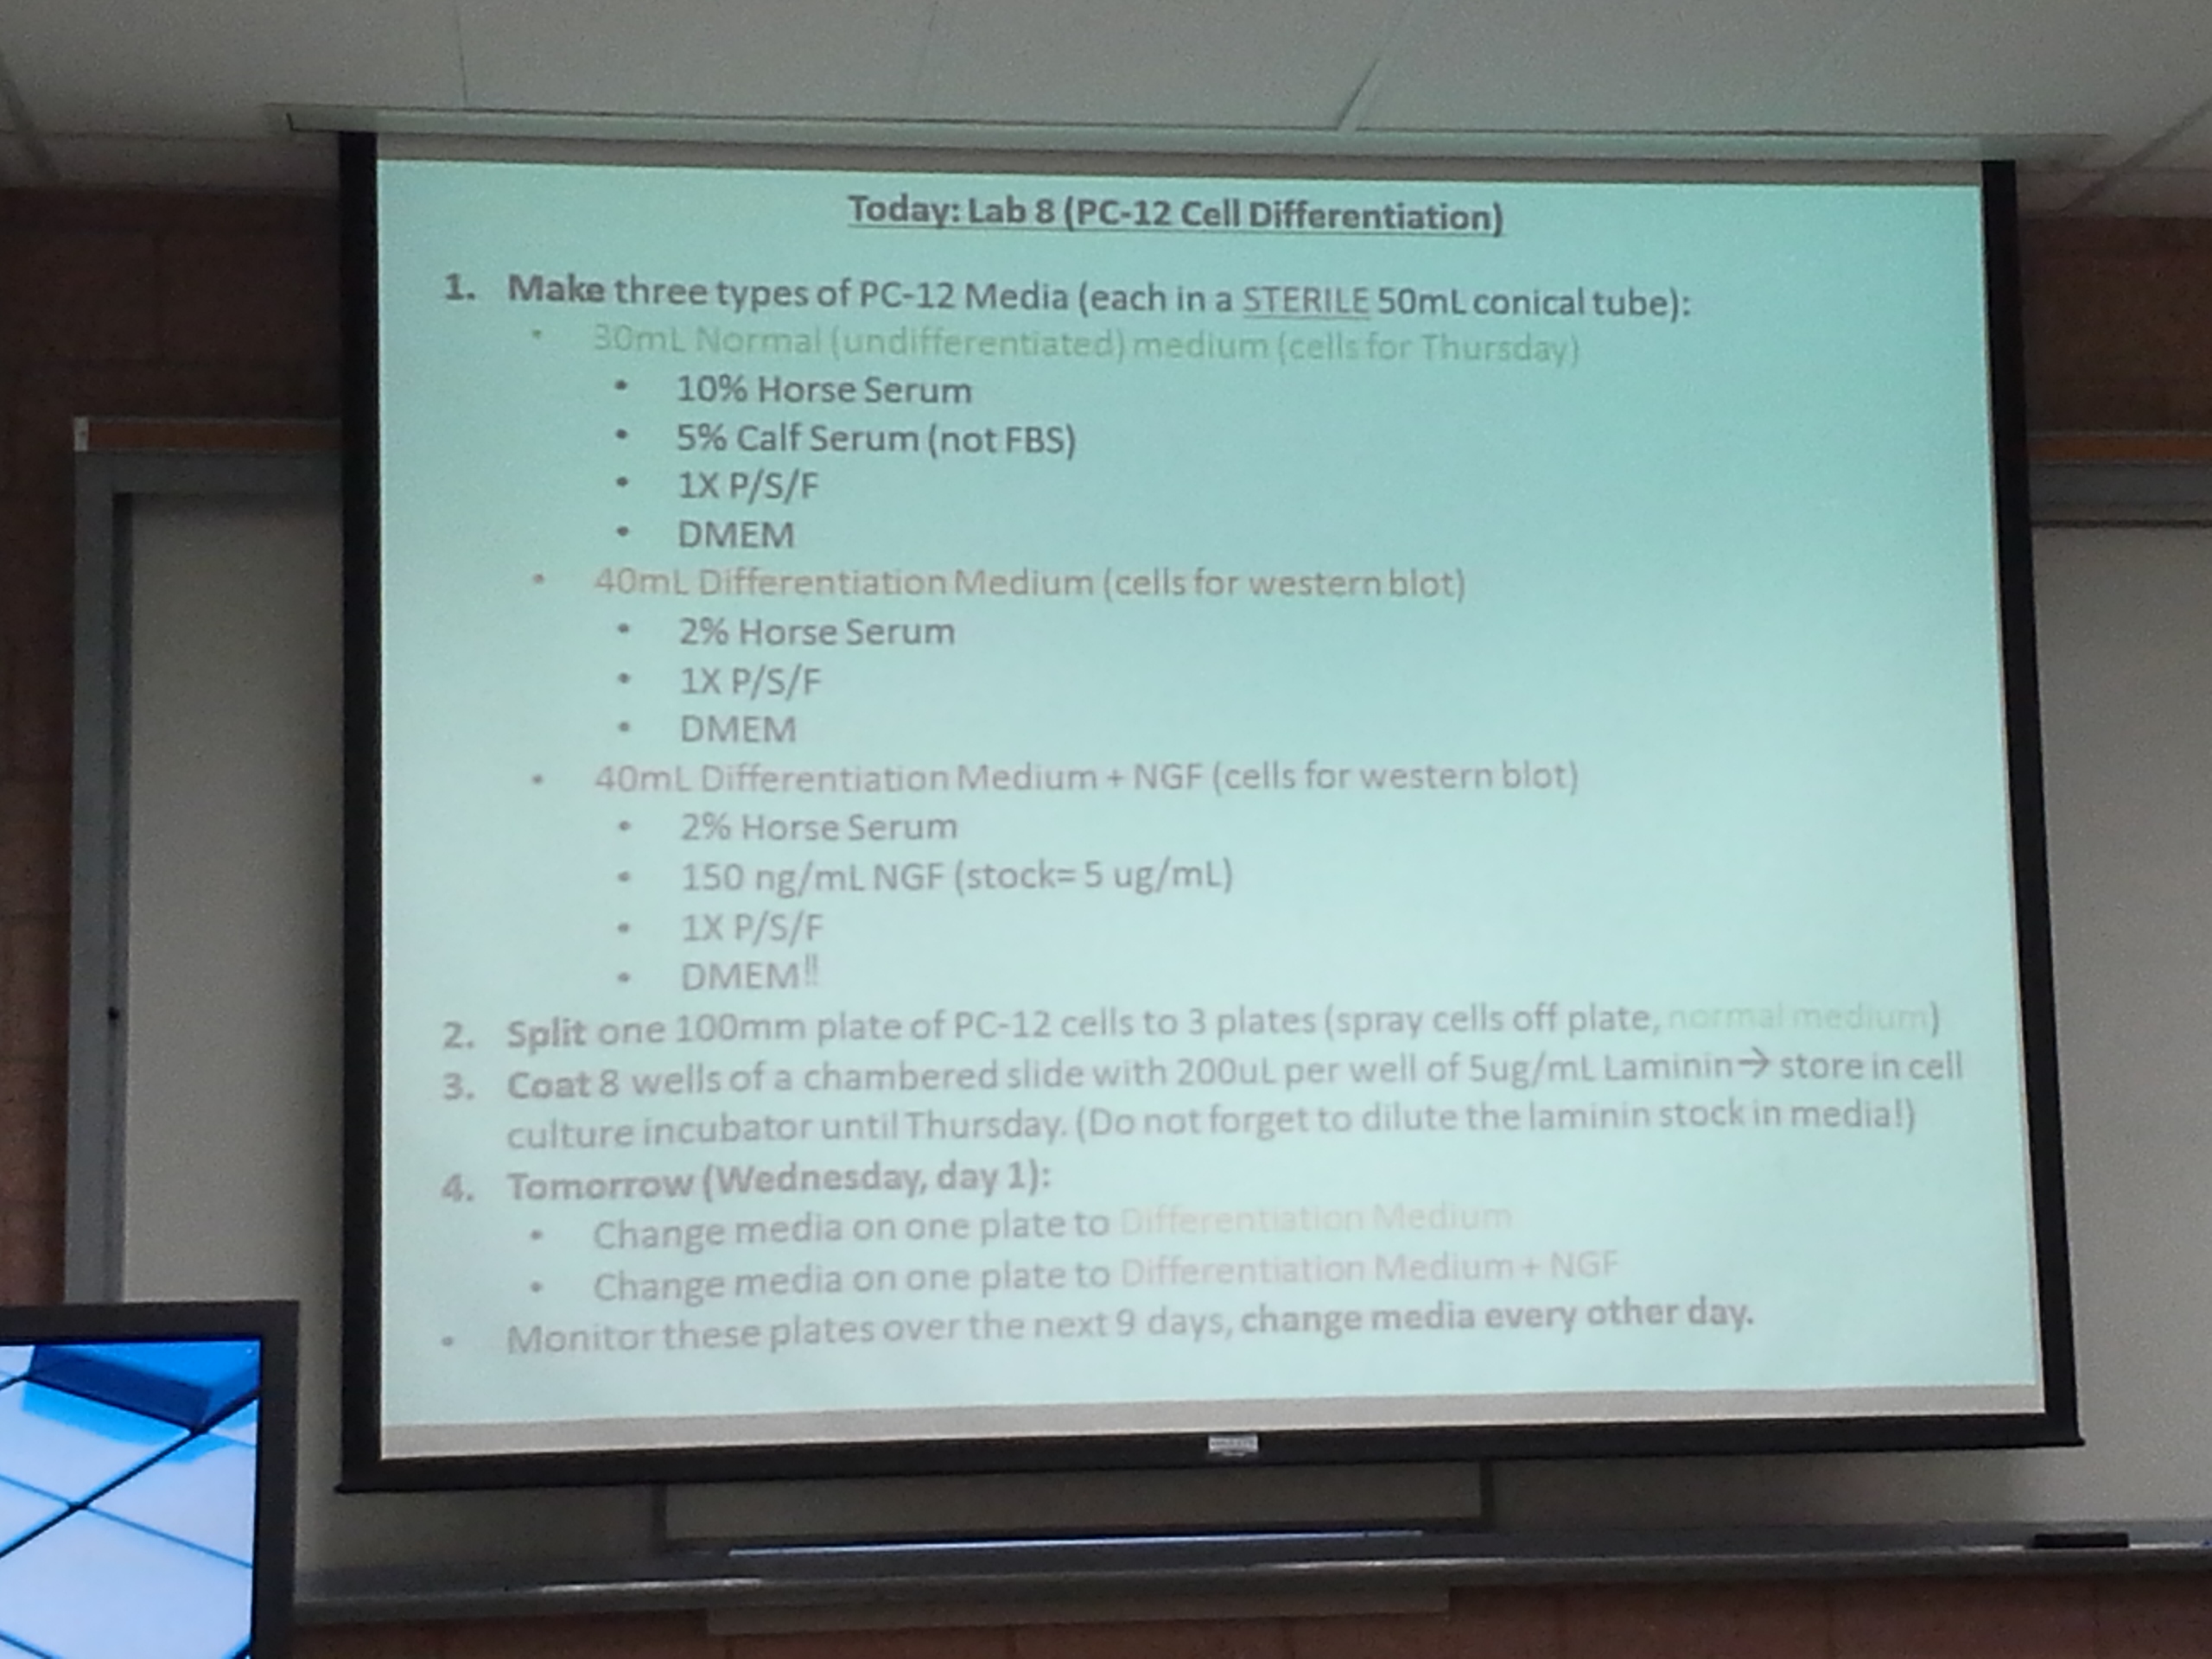 Today: Lab 8 (PC-12 Cell Differentiation)
1. Make three types of PC-12 Media (each in a STERILE 50mL conical tube):
• 30mL Normal (undifferentiated) medium (cells for Thursday)
• 10% Horse Serum
• 5% Calf Serum (not FBS)
• 1X P/S/F
• DMEM
• 40mL Differentiation Medium (cells for western blot)
• 2% Horse Serum
• 1X P/S/F
• DMEM
• 40mL Differentiation Medium + NGF (cells for western blot)
• 2% Horse Serum
• 150 ng/mL NGF (stock= 5 ug/mL)
• 1X P/S/F
• DMEM!!
2. Split one 100mm plate of PC-12 cells to 3 plates (spray cells off plate, normal medium)
3. Coat 8 wells of a chambered slide with 200uL per well of 5ug/mL Laminin→ store in cell
culture incubator until Thursday. (Do not forget to dilute the laminin stock in media!)
4. Tomorrow (Wednesday, day 1):
• Change media on one plate to Differentiation Medium
• Change media on one plate to Differentiation Medium + NGF
• Monitor these plates over the next 9 days, change media every other day.